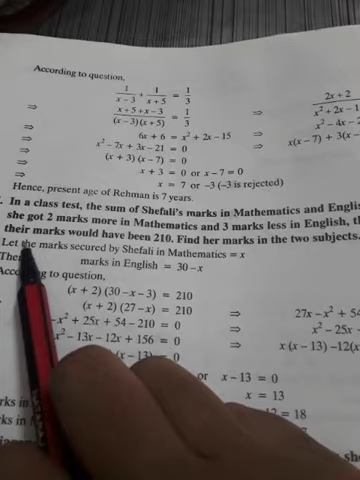 According to question,
1/(x − 3) + 1/(x + 5) = 1/3
⇒ (x + 5 + x − 3)/((x − 3)(x + 5)) = 1/3 ⇒ 2x + 2
⇒ 6x + 6 = x² + 2x − 15 ⇒ x² + 2x − 1
⇒ x² − 7x + 3x − 21 = 0 ⇒ x² − 4x − 2
⇒ (x + 3) (x − 7) = 0 ⇒ x(x − 7) + 3(x −
⇒ x + 3 = 0 or x − 7 = 0
⇒ x = 7 or −3 (−3 is rejected)
Hence, present age of Rehman is 7 years.
In a class test, the sum of Shefali's marks in Mathematics and Englis
she got 2 marks more in Mathematics and 3 marks less in English, th
their marks would have been 210. Find her marks in the two subjects.
Let the marks secured by Shefali in Mathematics = x
marks in English = 30 − x
to question,
(x + 2) (30 − x − 3) = 210
(x + 2) (27 − x) = 210 ⇒ 27x − x² + 54
−x² + 25x + 54 − 210 = 0 ⇒ x² − 25x
x² − 13x − 12x + 156 = 0 ⇒ x (x − 13) −12(x
(x − 13) = 0
or x − 13 = 0
x = 13
= 18